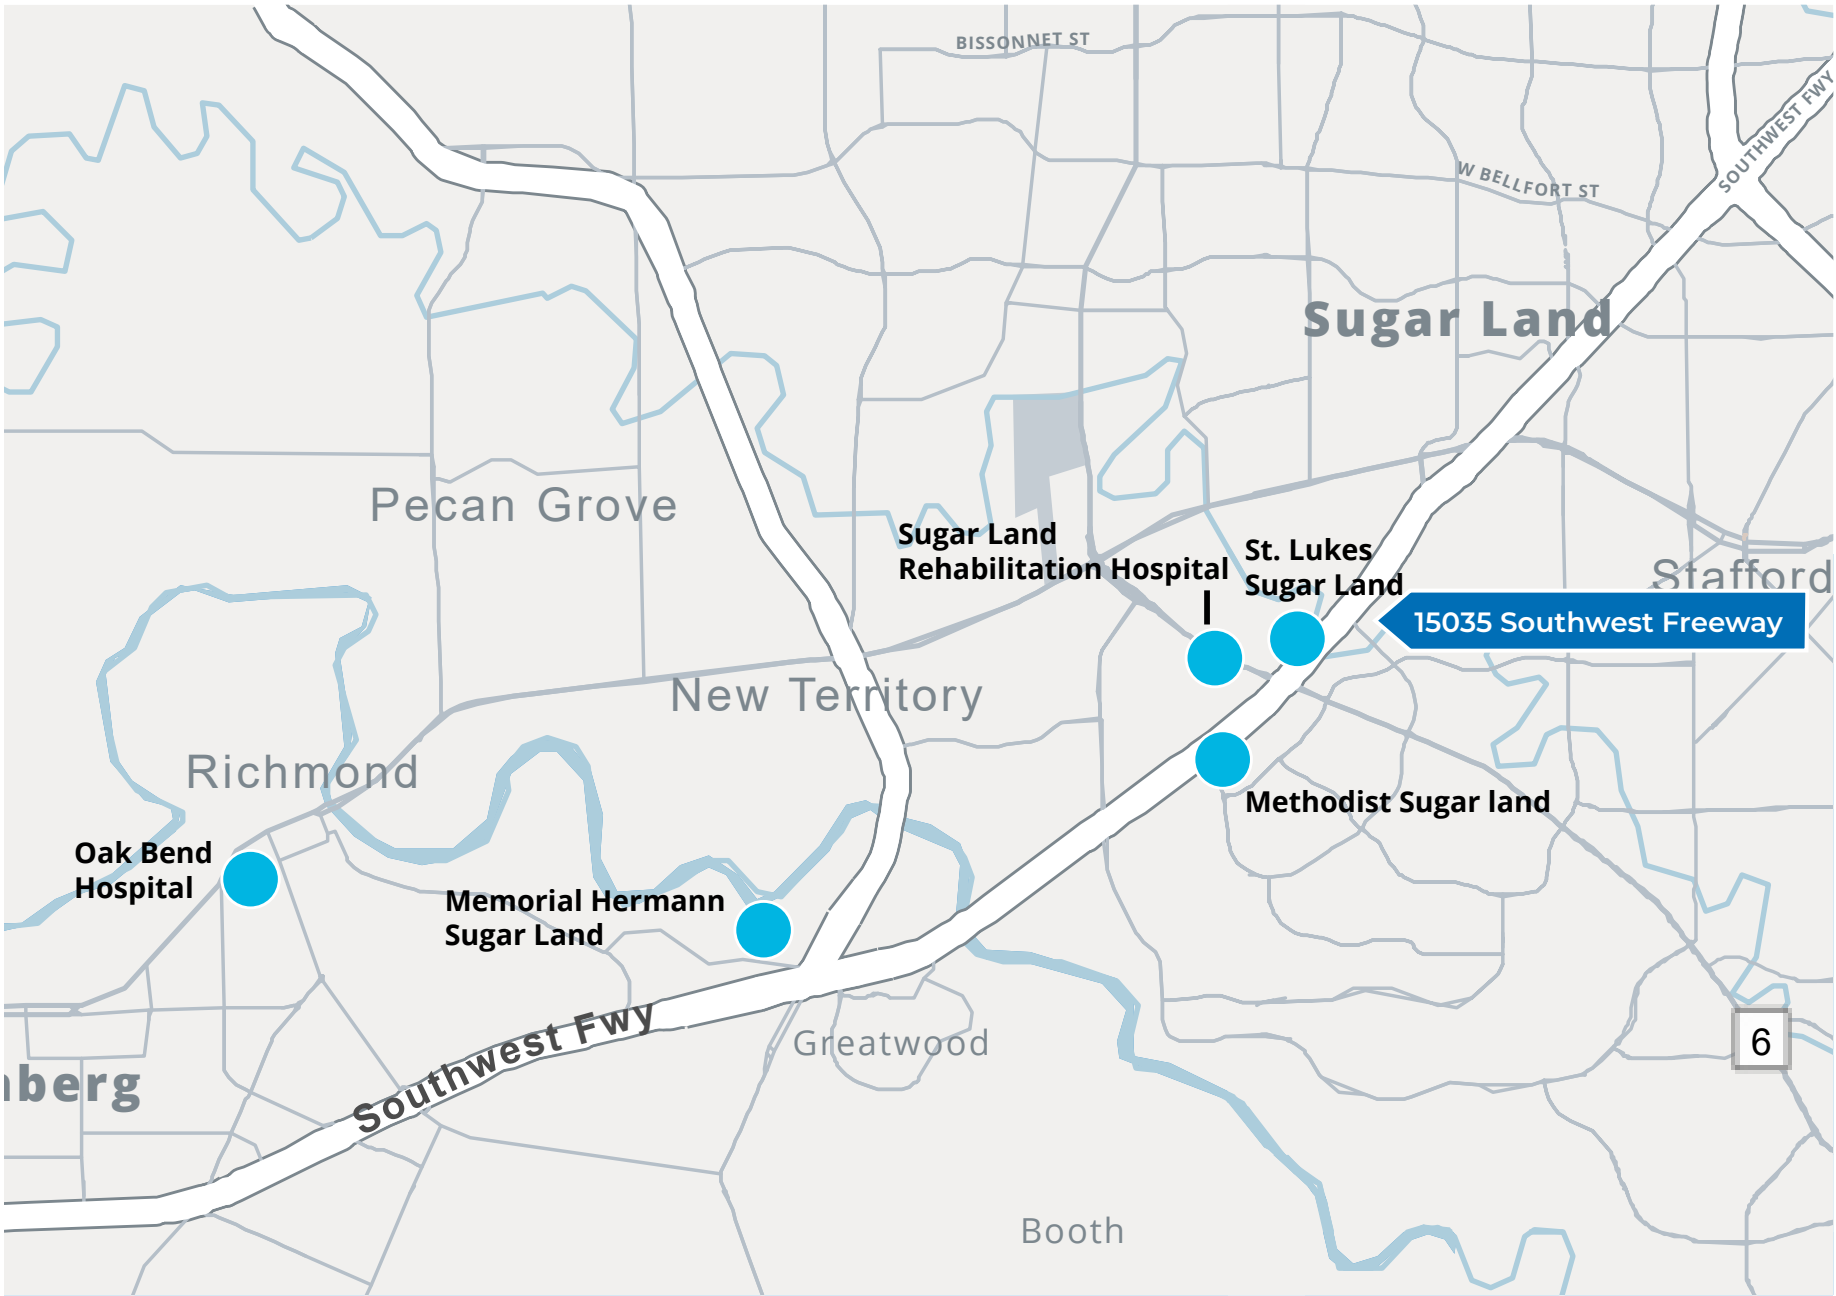 BISSONNET ST
SOUTHWEST FWY
W BELLFORT ST
Sugar Land
Pecan Grove
Sugar Land
Rehabilitation Hospital
St. Lukes
Sugar Land
Stafford
15035 Southwest Freeway
New Territory
Richmond
Methodist Sugar land
Oak Bend
Hospital
Memorial Hermann
Sugar Land
Southwest Fwy
Greatwood
6
berg
Booth